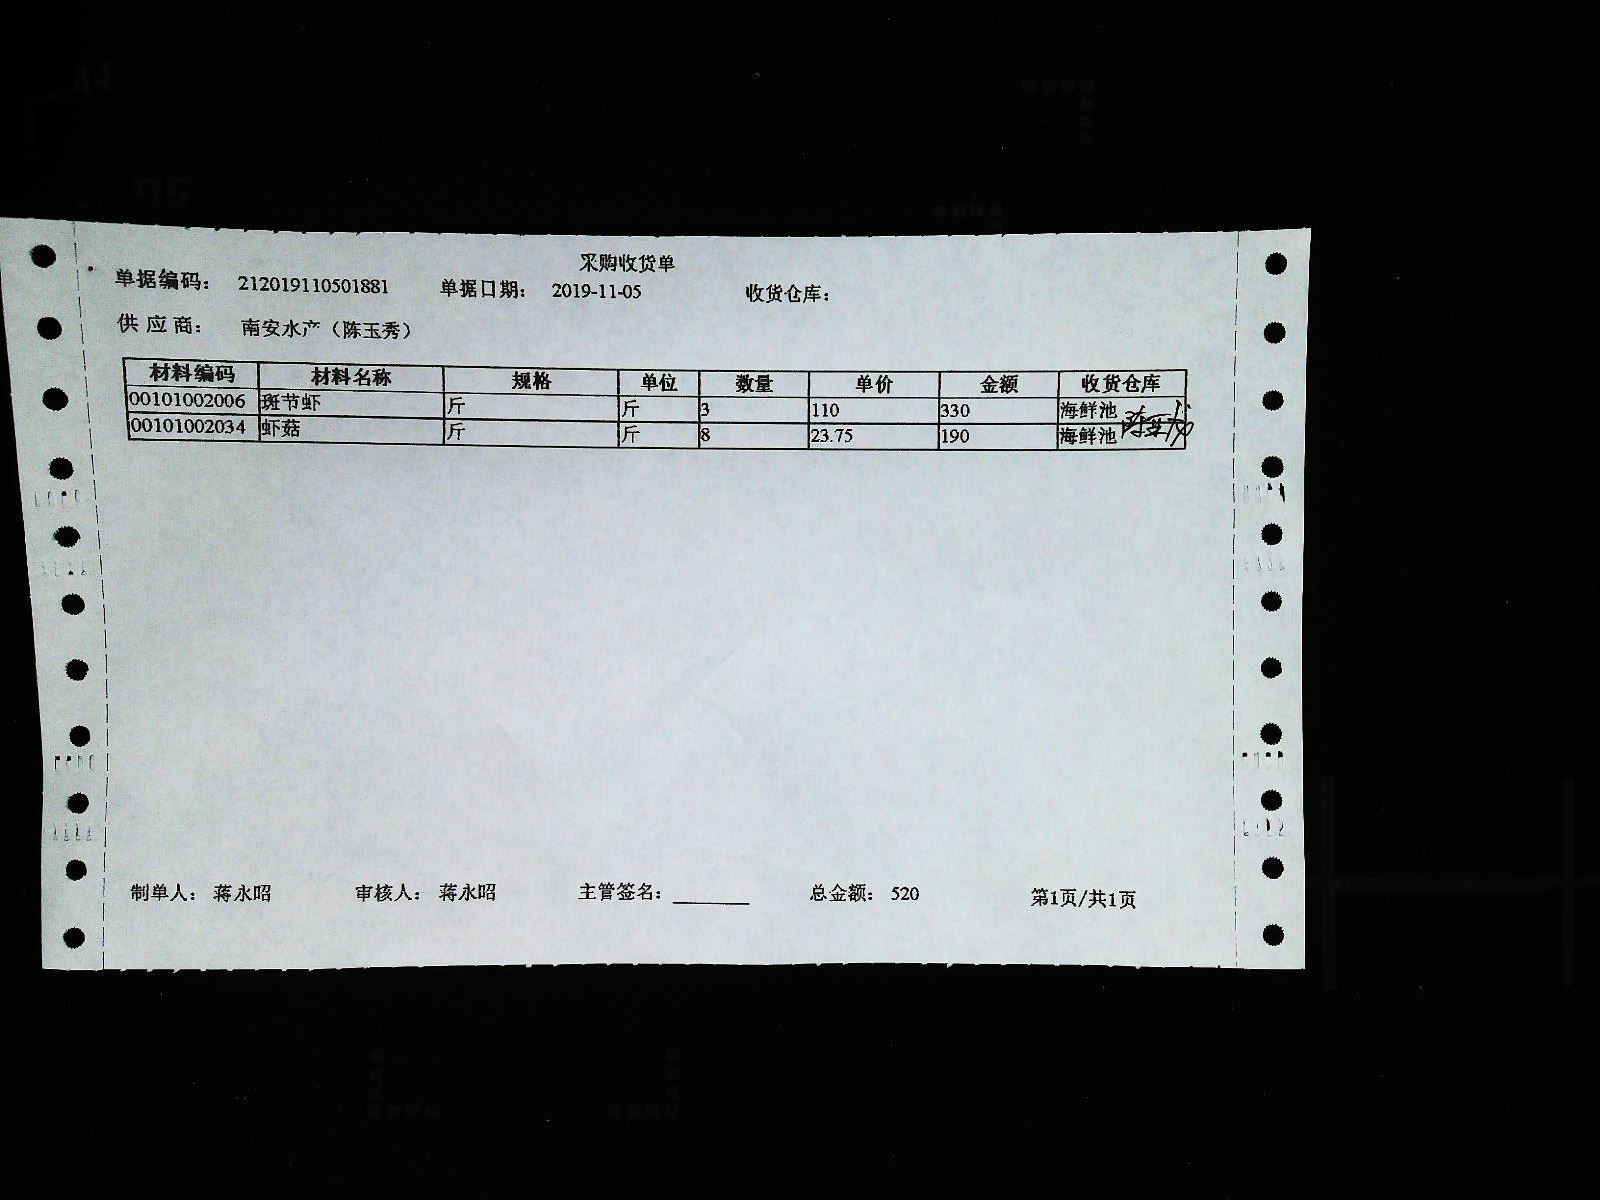 采购收货单
单据编码： 212019110501881 单据日期： 2019-11-05 收货仓库：
供 应 商： 南安水产（陈玉秀）
材料编码 材料名称 规格 单位 数量 单价 金额 收货仓库
00101002006 斑节虾 斤 斤 3 110 330 海鲜池
00101002034 虾菇 斤 斤 8 23.75 190 海鲜池
制单人： 蒋永昭 审核人： 蒋永昭 主管签名：________ 总金额： 520 第1页/共1页